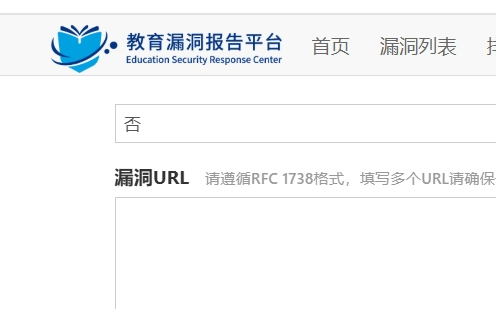 教育漏洞报告平台
Education Security Response Center
首页 漏洞列表
否
漏洞URL 请遵循RFC 1738格式，填写多个URL请确保